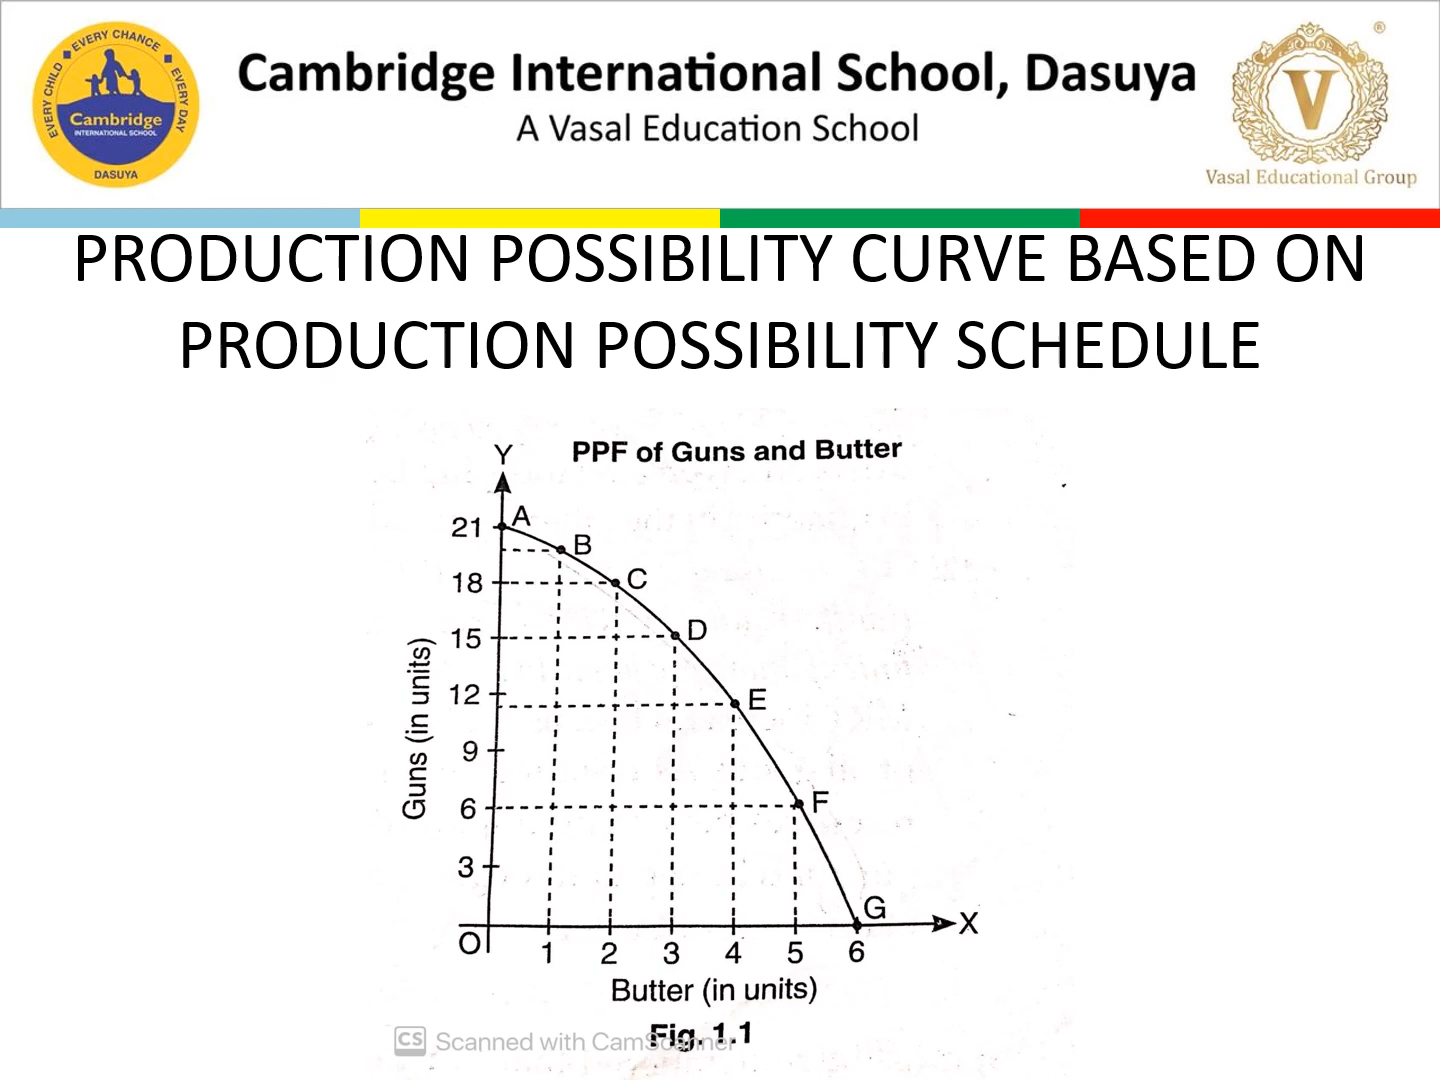 EVERY CHILD ■ EVERY CHANCE ■ EVERY DAY
Cambridge
INTERNATIONAL SCHOOL
DASUYA
Cambridge International School, Dasuya
A Vasal Education School
®
V
Vasal Educational Group
PRODUCTION POSSIBILITY CURVE BASED ON
PRODUCTION POSSIBILITY SCHEDULE
PPF of Guns and Butter
Y
21
A
B
18
C
15
D
12
E
9
6
F
3
G
O
X
1 2 3 4 5 6
Guns (in units)
Butter (in units)
Fig. 1.1
CS Scanned with CamScanner